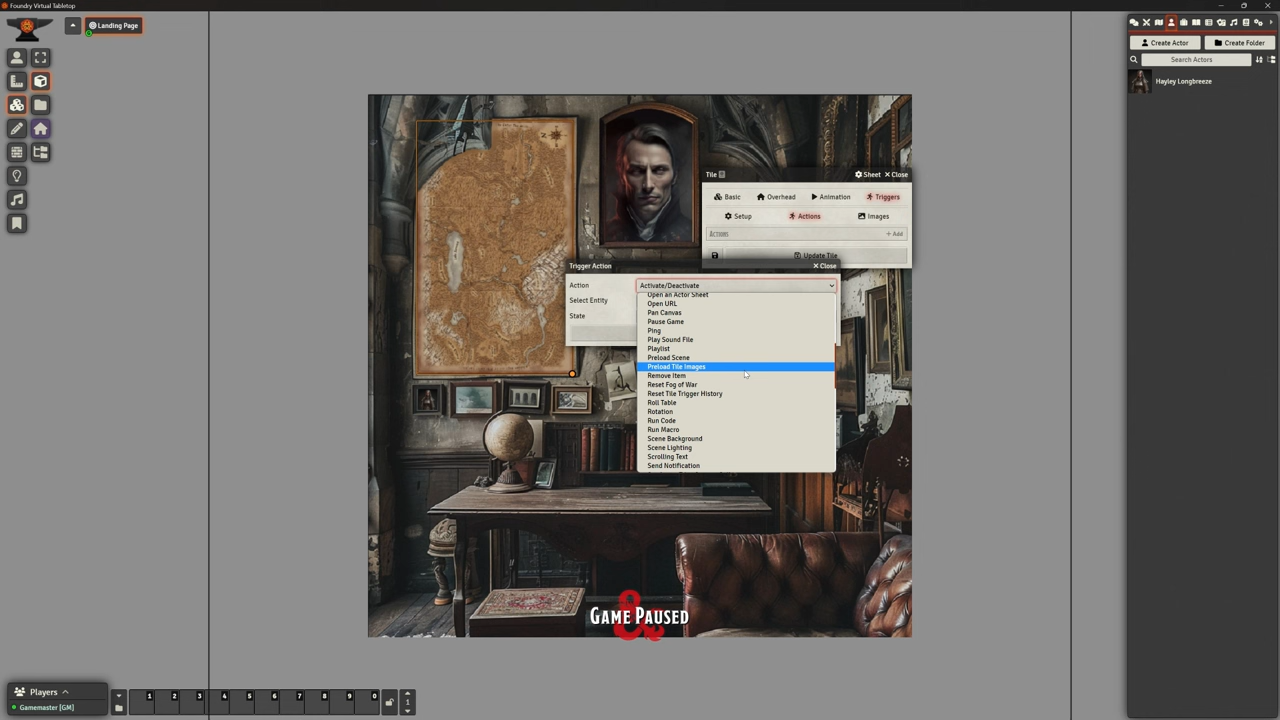 Foundry Virtual Tabletop
Landing Page
G
Create Actor
Create Folder
Search Actors
Hayley Longbreeze
N
Tile
Sheet
Close
Basic
Overhead
Animation
Triggers
Setup
Actions
Images
Actions
+ Add
Update Tile
Trigger Action
Close
Action
Activate/Deactivate
Select Entity
State
Open an Actor Sheet
Open URL
Pan Canvas
Pause Game
Ping
Play Sound File
Playlist
Preload Scene
Preload Tile Images
Remove Item
Reset Fog of War
Reset Tile Trigger History
Roll Table
Rotation
Run Code
Run Macro
Scene Background
Scene Lighting
Scrolling Text
Send Notification
Game Paused
Players
Gamemaster [GM]
1 2 3 4 5 6 7 8 9 0
1